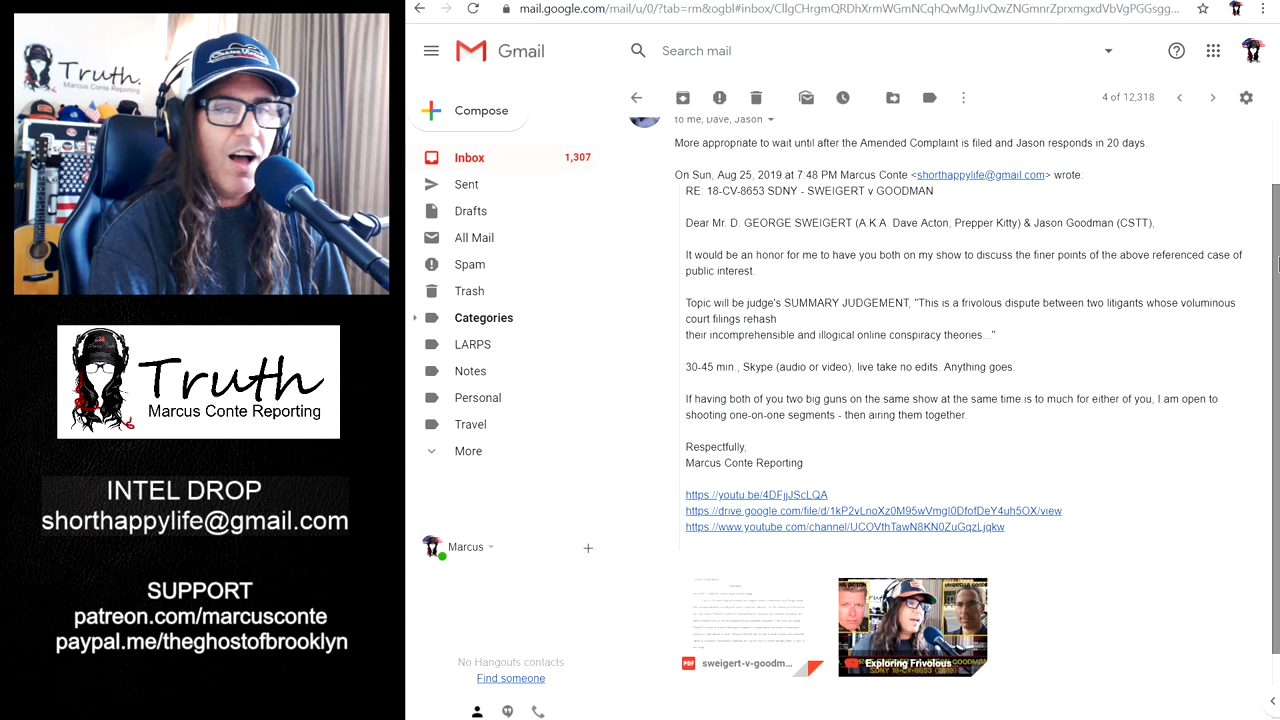 Truth.
Marcus Conte Reporting
Truth
Marcus Conte Reporting
INTEL DROP
shorthappylife@gmail.com
SUPPORT
patreon.com/marcusconte
paypal.me/theghostofbrooklyn
Gmail
Search mail
Compose
4 of 12,318
Inbox 1,307
Sent
Drafts
All Mail
Spam
Trash
Categories
LARPS
Notes
Personal
Travel
More
Marcus
No Hangouts contacts
Find someone
to me, Dave, Jason
More appropriate to wait until after the Amended Complaint is filed and Jason responds in 20 days.
On Sun, Aug 25, 2019 at 7:48 PM Marcus Conte <shorthappylife@gmail.com> wrote:
RE: 18-CV-8653 SDNY - SWEIGERT v GOODMAN
Dear Mr. D. GEORGE SWEIGERT (A.K.A. Dave Acton, Prepper Kitty) & Jason Goodman (CSTT),
It would be an honor for me to have you both on my show to discuss the finer points of the above referenced case of
public interest.
Topic will be judge's SUMMARY JUDGEMENT, "This is a frivolous dispute between two litigants whose voluminous
court filings rehash
their incomprehensible and illogical online conspiracy theories..."
30-45 min., Skype (audio or video), live take no edits. Anything goes.
If having both of you two big guns on the same show at the same time is to much for either of you, I am open to
shooting one-on-one segments - then airing them together.
Respectfully,
Marcus Conte Reporting
https://youtu.be/4DFjjJScLQA
https://drive.google.com/file/d/1kP2vLnoXz0M95wVmgI0DfofDeY4uh5OX/view
https://www.youtube.com/channel/UCOVthTawN8KN0ZuGqzLjqkw
PDF sweigert-v-goodm...
Exploring Frivolous